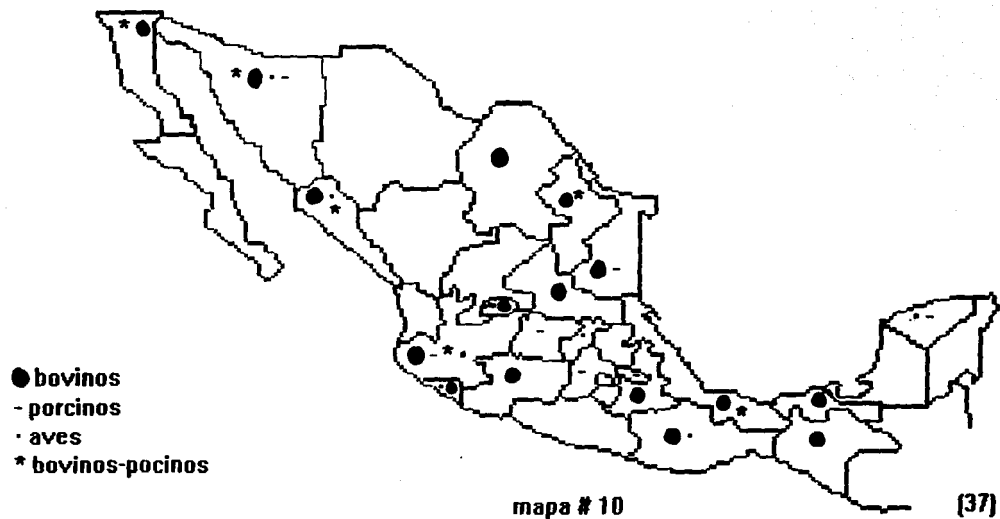 bovinos
- porcinos
· aves
* bovinos-pocinos
mapa # 10
(37)